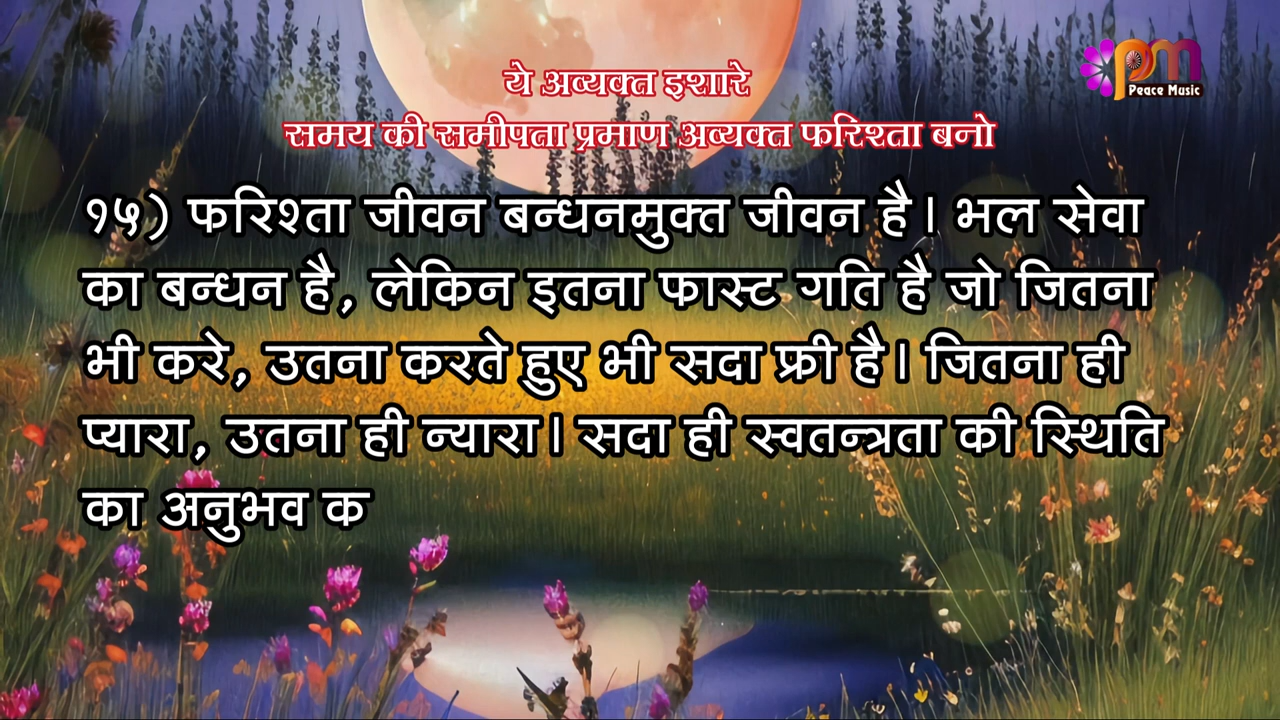 ये अव्यक्त इशारे
समय की समीपता प्रमाण अव्यक्त फरिश्ता बनो
pm
Peace Music
१५) फरिश्ता जीवन बन्धनमुक्त जीवन है। भल सेवा
का बन्धन है, लेकिन इतना फास्ट गति है जो जितना
भी करे, उतना करते हुए भी सदा फ्री है। जितना ही
प्यारा, उतना ही न्यारा। सदा ही स्वतन्त्रता की स्थिति
का अनुभव क